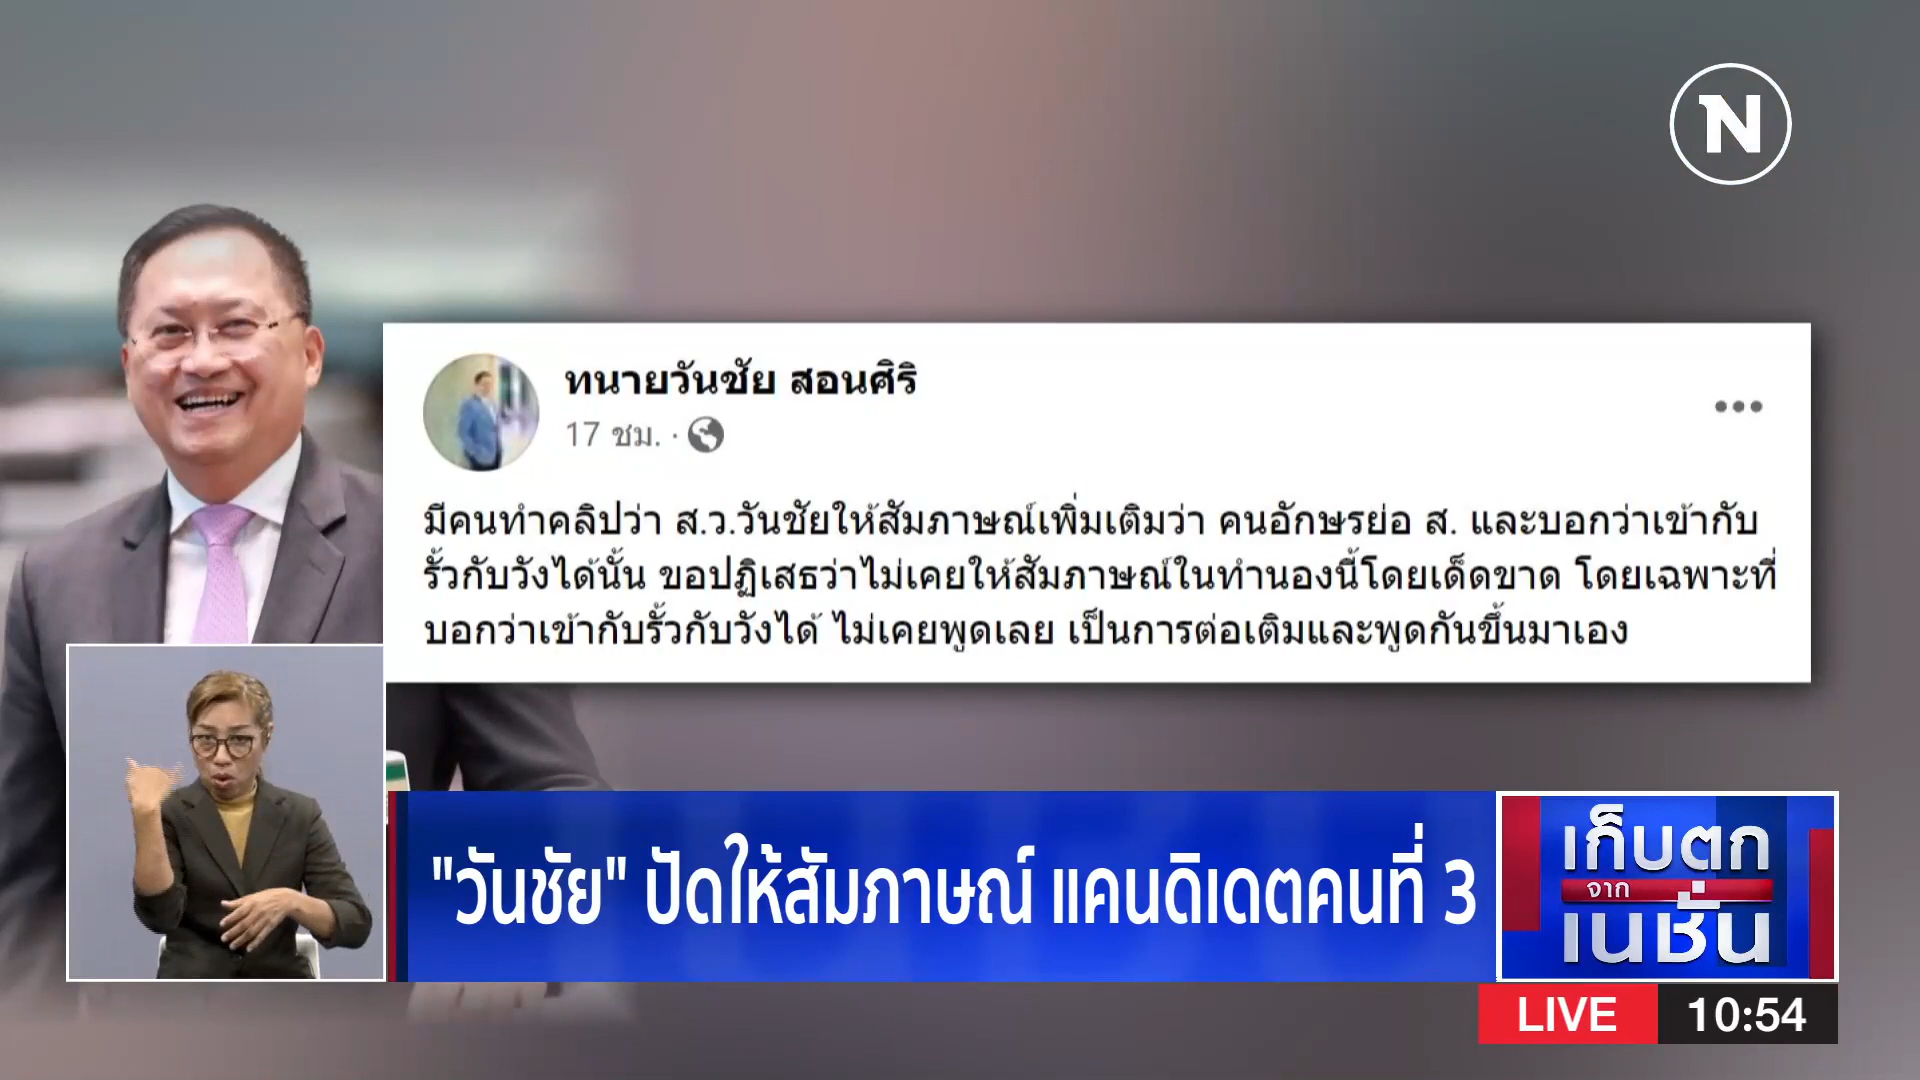 N
ทนายวันชัย สอนศิริ
17 ชม. ·
มีคนทำคลิปว่า ส.ว.วันชัยให้สัมภาษณ์เพิ่มเติมว่า คนอักษรย่อ ส. และบอกว่าเข้ากับ
รั้วกับวังได้นั้น ขอปฏิเสธว่าไม่เคยให้สัมภาษณ์ในทำนองนี้โดยเด็ดขาด โดยเฉพาะที่
บอกว่าเข้ากับรั้วกับวังได้ ไม่เคยพูดเลย เป็นการต่อเติมและพูดกันขึ้นมาเอง
"วันชัย" ปัดให้สัมภาษณ์ แคนดิเดตคนที่ 3
เก็บตก
จาก
เนชั่น
LIVE 10:54